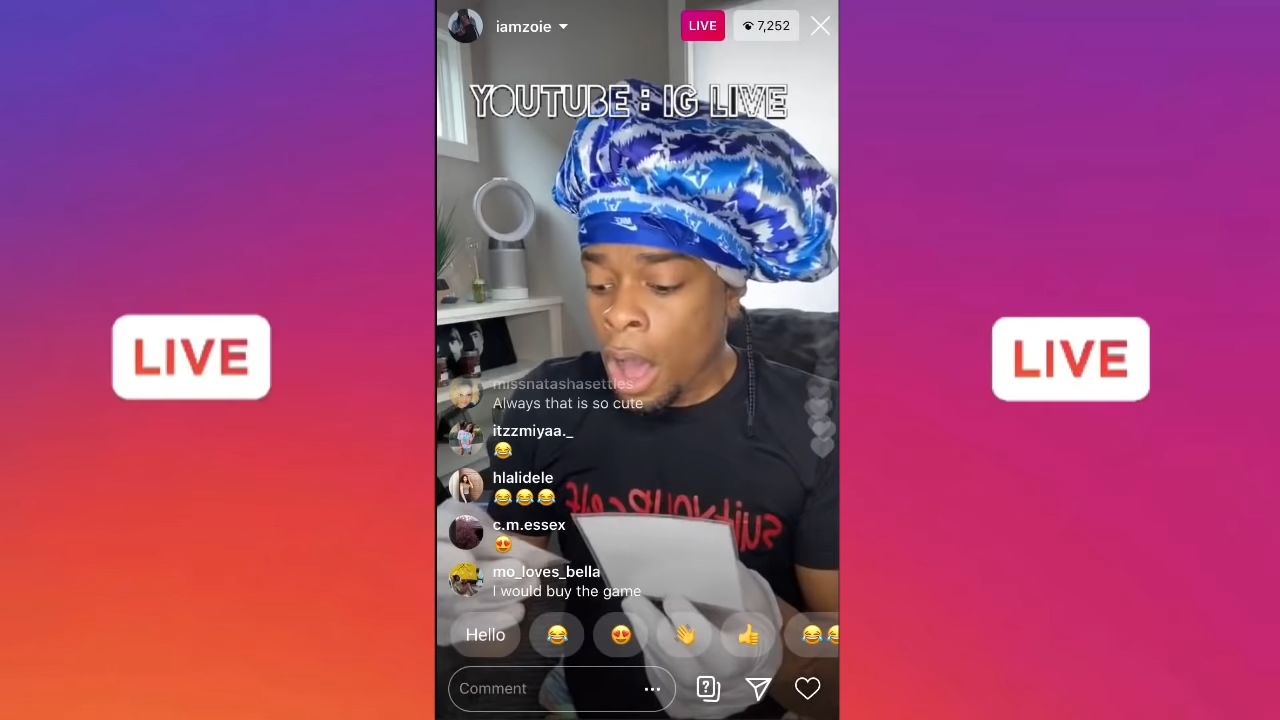 iamzoie
LIVE
7,252
YOUTUBE : IG LIVE
LIVE
LIVE
missnatashasettles
Always that is so cute
itzzmiyaa._
😂
hlalidele
😂😂😂
c.m.essex
😍
mo_loves_bella
I would buy the game
Hello
Comment